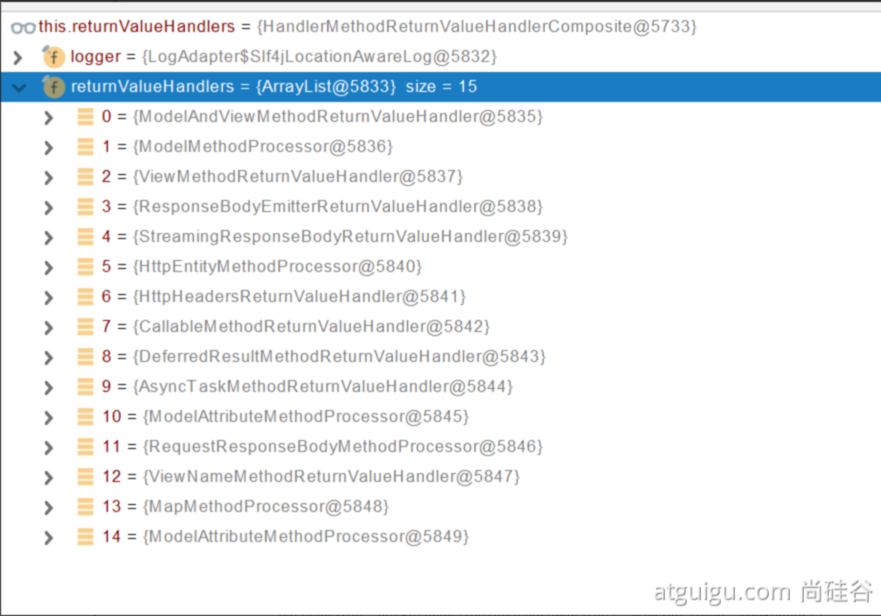 this.returnValueHandlers = {HandlerMethodReturnValueHandlerComposite@5733}
f logger = {LogAdapter$Slf4jLocationAwareLog@5832}
f returnValueHandlers = {ArrayList@5833} size = 15
0 = {ModelAndViewMethodReturnValueHandler@5835}
1 = {ModelMethodProcessor@5836}
2 = {ViewMethodReturnValueHandler@5837}
3 = {ResponseBodyEmitterReturnValueHandler@5838}
4 = {StreamingResponseBodyReturnValueHandler@5839}
5 = {HttpEntityMethodProcessor@5840}
6 = {HttpHeadersReturnValueHandler@5841}
7 = {CallableMethodReturnValueHandler@5842}
8 = {DeferredResultMethodReturnValueHandler@5843}
9 = {AsyncTaskMethodReturnValueHandler@5844}
10 = {ModelAttributeMethodProcessor@5845}
11 = {RequestResponseBodyMethodProcessor@5846}
12 = {ViewNameMethodReturnValueHandler@5847}
13 = {MapMethodProcessor@5848}
14 = {ModelAttributeMethodProcessor@5849}
atguigu.com 尚硅谷